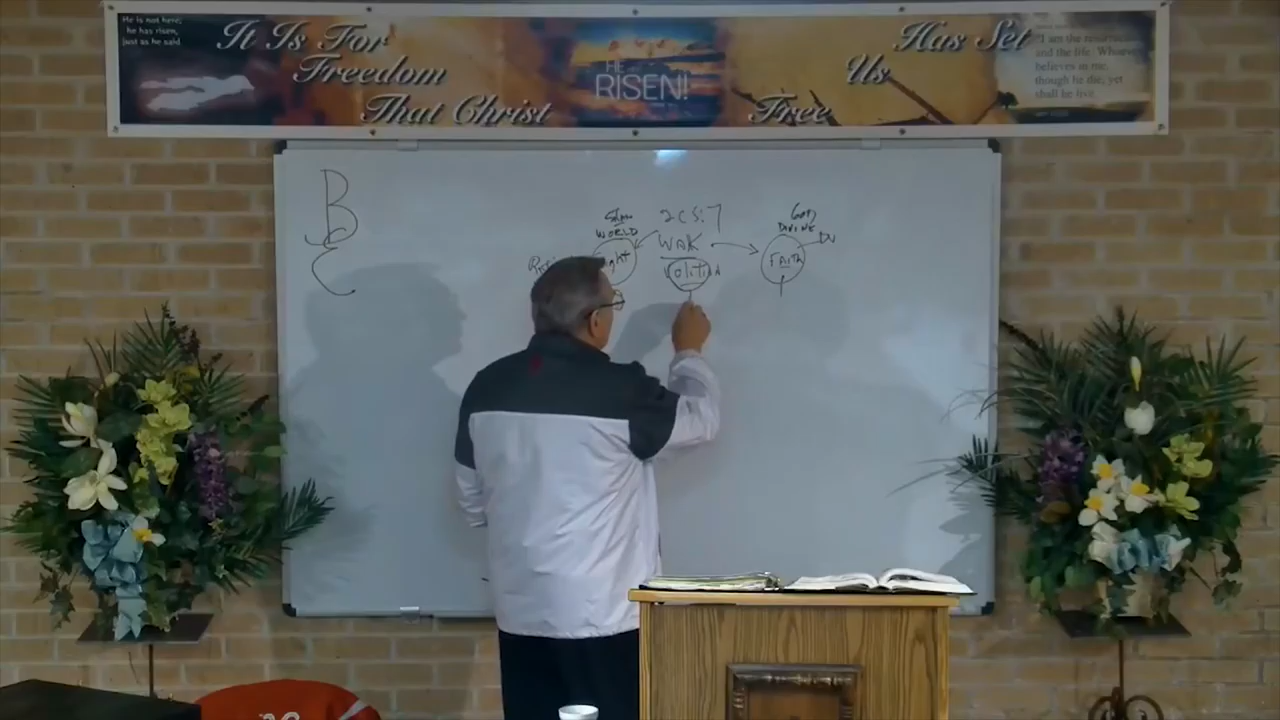 He is not here;
he has risen,
just as he said
It Is For
Freedom
That Christ
HE
RISEN!
Has Set
Us
Free
"I am the resurrection
and the life. Whoever
believes in me,
though he die, yet
shall he live.
B
C
2C5:7
WALK
VOLITION
WORLD
GOD
DIVINE
FAITH